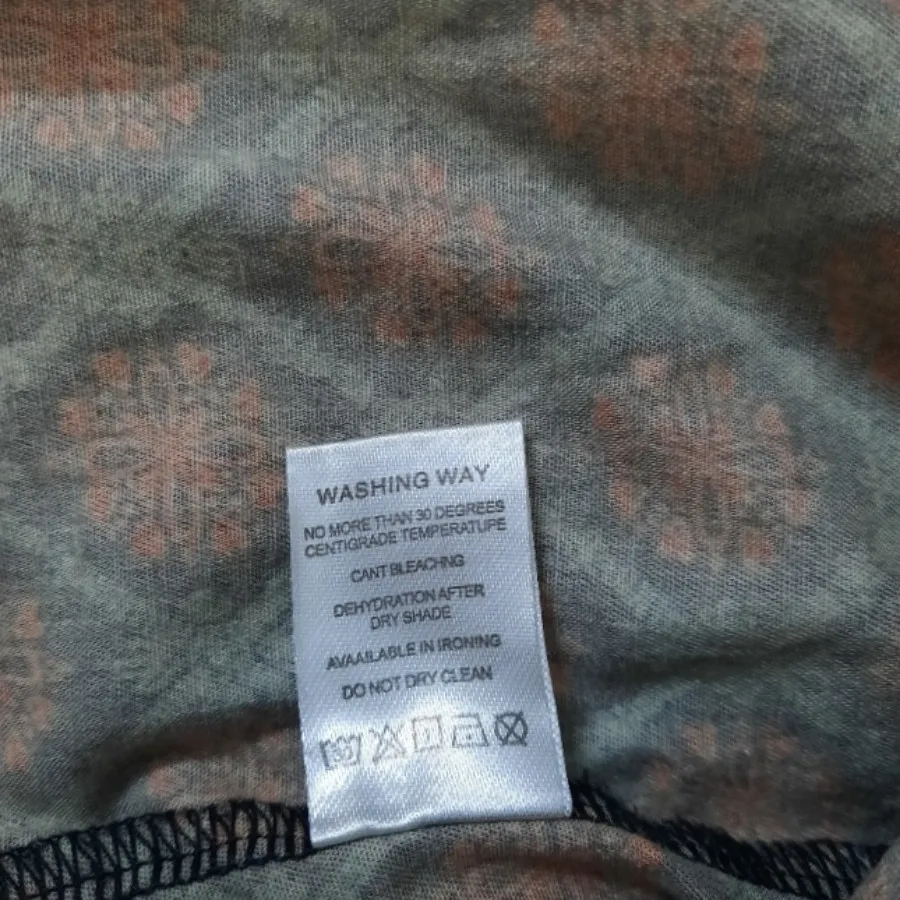 WASHING WAY
NO MORE THAN 30 DEGREES
CENTIGRADE TEMPERATUPE
CANT BLEACHNG
DEHYDRATION AFTER
DRY SHADE
AVAAILABLE IN IRONING
DO NOT DRY CLEAN